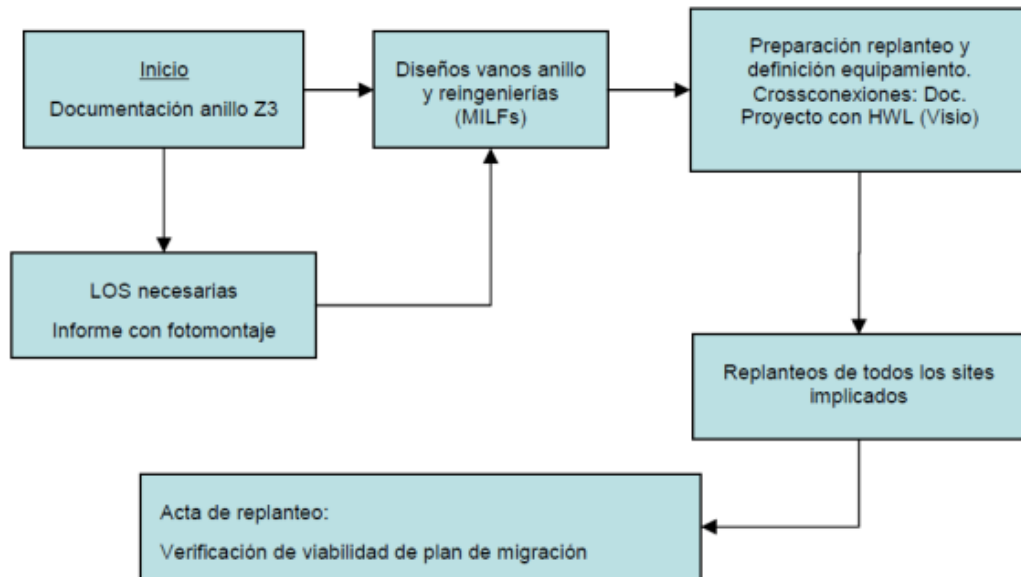 Inicio
Documentación anillo Z3
Diseños vanos anillo
y reingenierías
(MILFs)
Preparación replanteo y
definición equipamiento.
Crossconexiones: Doc.
Proyecto con HWL (Visio)
LOS necesarias
Informe con fotomontaje
Replanteos de todos los sites
implicados
Acta de replanteo:
Verificación de viabilidad de plan de migración